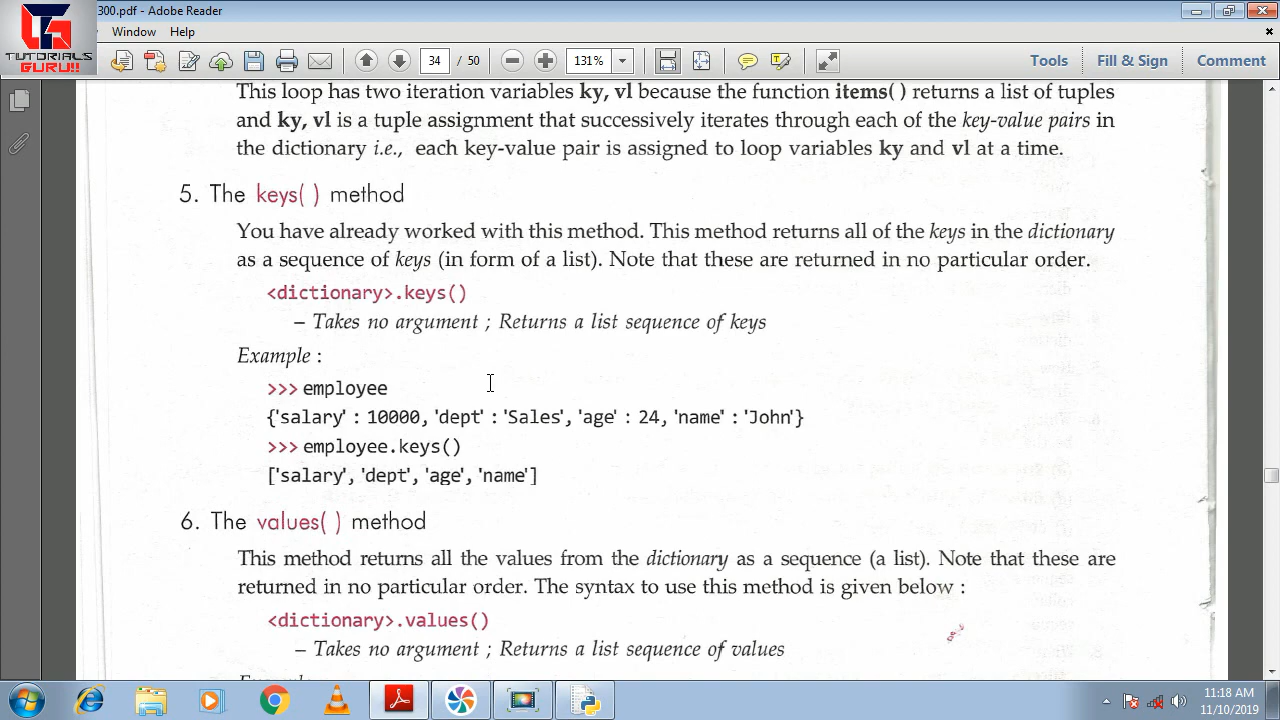 TUTORIALS
GURU!!
300.pdf - Adobe Reader
Window Help
34 / 50 131% Tools Fill & Sign Comment
This loop has two iteration variables ky, vl because the function items( ) returns a list of tuples
and ky, vl is a tuple assignment that successively iterates through each of the key-value pairs in
the dictionary i.e., each key-value pair is assigned to loop variables ky and vl at a time.
5. The keys( ) method
You have already worked with this method. This method returns all of the keys in the dictionary
as a sequence of keys (in form of a list). Note that these are returned in no particular order.
<dictionary>.keys()
– Takes no argument ; Returns a list sequence of keys
Example :
>>> employee
{'salary' : 10000, 'dept' : 'Sales', 'age' : 24, 'name' : 'John'}
>>> employee.keys()
['salary', 'dept', 'age', 'name']
6. The values( ) method
This method returns all the values from the dictionary as a sequence (a list). Note that these are
returned in no particular order. The syntax to use this method is given below :
<dictionary>.values()
– Takes no argument ; Returns a list sequence of values
11:18 AM
11/10/2019